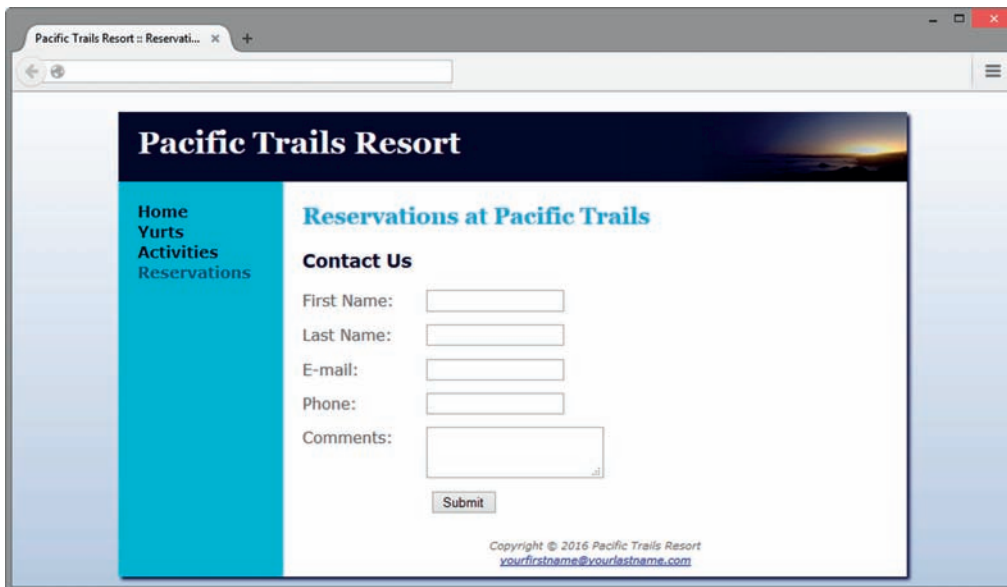 Pacific Trails Resort :: Reservati...
Pacific Trails Resort
Home
Yurts
Activities
Reservations
Reservations at Pacific Trails
Contact Us
First Name:
Last Name:
E-mail:
Phone:
Comments:
Submit
Copyright © 2016 Pacific Trails Resort
yourfirstname@yourlastname.com